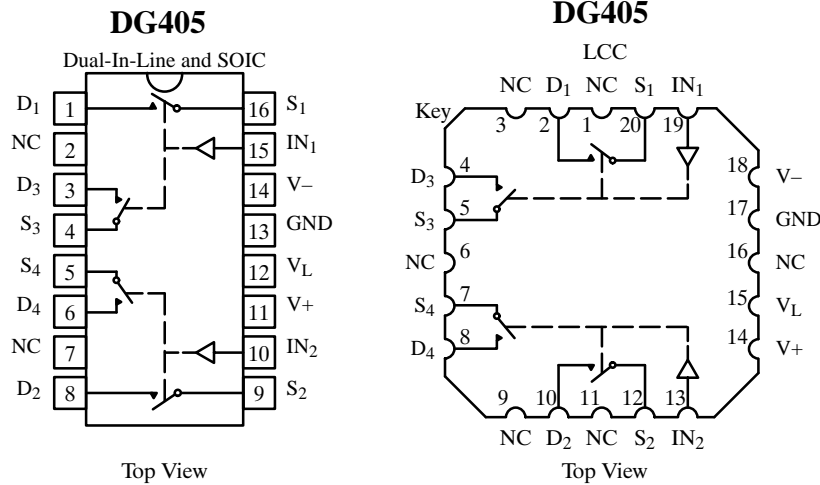 DG405
Dual-In-Line and SOIC
D1 1 16 S1
NC 2 15 IN1
D3 3 14 V–
S3 4 13 GND
S4 5 12 VL
D4 6 11 V+
NC 7 10 IN2
D2 8 9 S2
Top View
DG405
LCC
NC D1 NC S1 IN1
Key
3 2 1 20 19
D3 4 18 V–
S3 5 17 GND
NC 6 16 NC
S4 7 15 VL
D4 8 14 V+
9 10 11 12 13
NC D2 NC S2 IN2
Top View